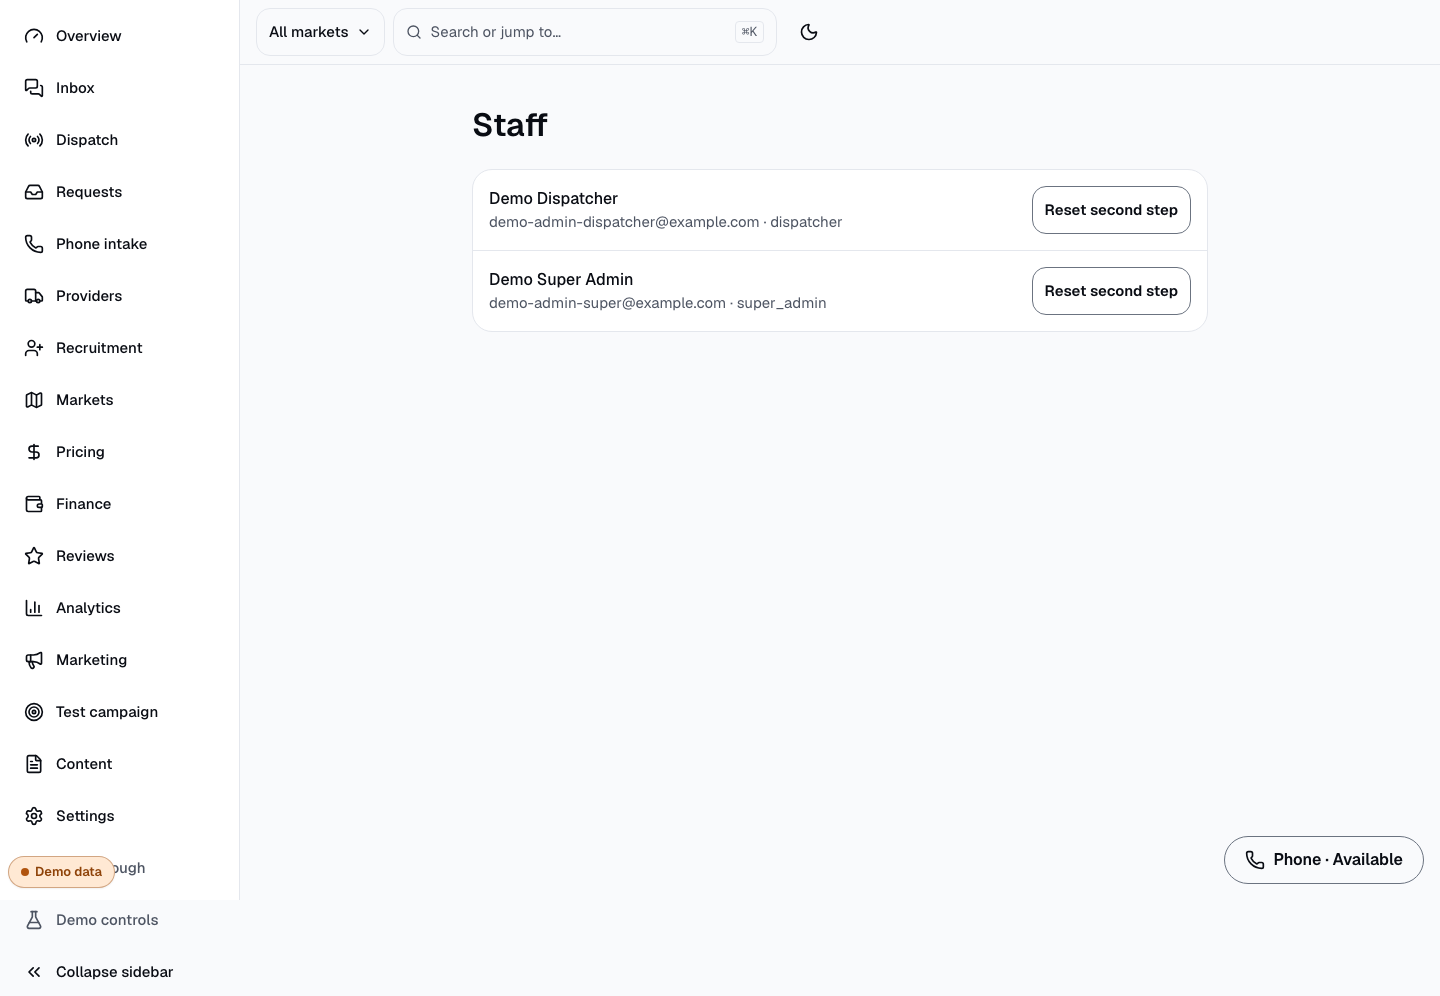 Overview
Inbox
Dispatch
Requests
Phone intake
Providers
Recruitment
Markets
Pricing
Finance
Reviews
Analytics
Marketing
Test campaign
Content
Settings
Demo data
ough
Demo controls
Collapse sidebar
All markets
Search or jump to... ⌘K
Staff
Demo Dispatcher
demo-admin-dispatcher@example.com · dispatcher
Reset second step
Demo Super Admin
demo-admin-super@example.com · super_admin
Reset second step
Phone · Available